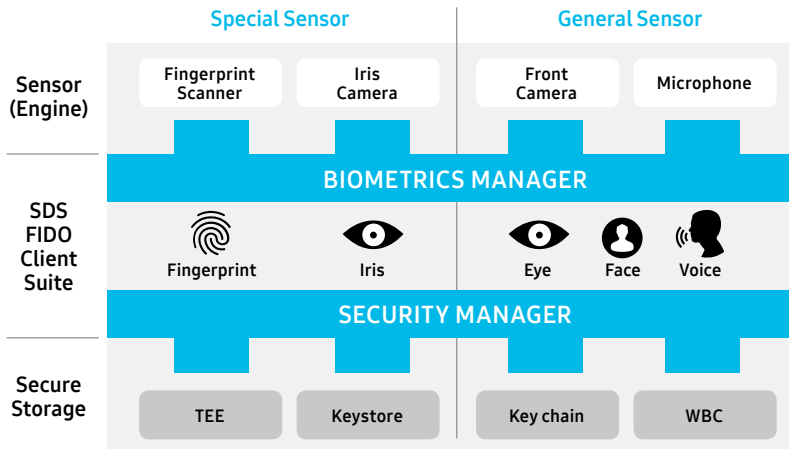 Special Sensor
General Sensor
Sensor
(Engine)
Fingerprint
Scanner
Iris
Camera
Front
Camera
Microphone
BIOMETRICS MANAGER
SDS
FIDO
Client
Suite
Fingerprint
Iris
Eye
Face
Voice
SECURITY MANAGER
Secure
Storage
TEE
Keystore
Key chain
WBC